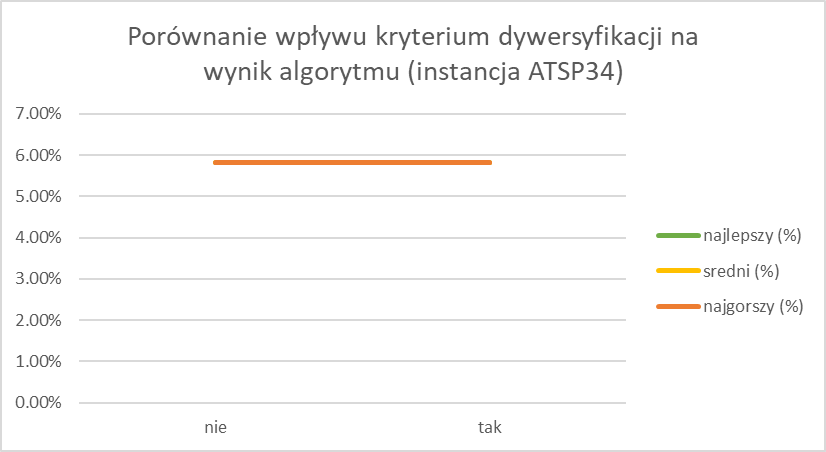 Porównanie wpływu kryterium dywersyfikacji na
wynik algorytmu (instancja ATSP34)
7.00%
6.00%
5.00%
4.00%
3.00%
2.00%
1.00%
0.00%
nie
tak
najlepszy (%)
sredni (%)
najgorszy (%)